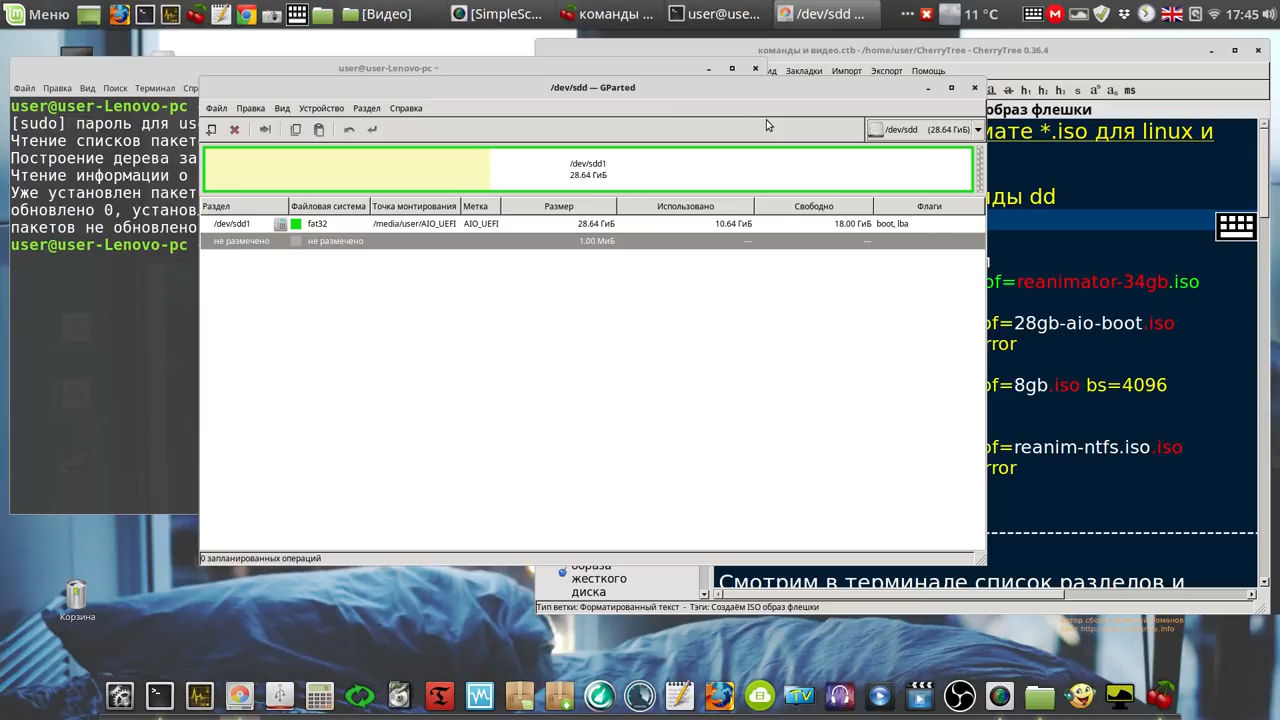 Меню
[Видео]
[SimpleSc...
команды ...
user@use...
/dev/sdd ...
11 °C
17:45
команды и видео.ctb - /home/user/CherryTree - CherryTree 0.36.4
user@user-Lenovo-pc ~
Файл Правка Вид Поиск Терминал Спр
ид Закладки Импорт Экспорт Помощь
/dev/sdd — GParted
Файл Правка Вид Устройство Раздел Справка
/dev/sdd (28.64 ГиБ)
/dev/sdd1
28.64 ГиБ
Раздел Файловая система Точка монтирования Метка Размер Использовано Свободно Флаги
/dev/sdd1 fat32 /media/user/AIO_UEFI AIO_UEFI 28.64 ГиБ 10.64 ГиБ 18.00 ГиБ boot, lba
не размечено не размечено 1.00 МиБ --- ---
0 запланированных операций
user@user-Lenovo-pc
[sudo] пароль для us
Чтение списков пакет
Построение дерева за
Чтение информации о
Уже установлен пакет
обновлено 0, установ
пакетов не обновлено
user@user-Lenovo-pc
h₁ h₂ h₃ s aˢ aₛ ms
образ флешки
мате *.iso для linux и
ды dd
of=reanimator-34gb.iso
of=28gb-aio-boot.iso
rror
of=8gb.iso bs=4096
of=reanim-ntfs.iso.iso
rror
образа
жесткого
диска
Смотрим в терминале список разделов и
Тип ветки: Форматированный текст - Тэги: Создаём ISO образ флешки
Корзина